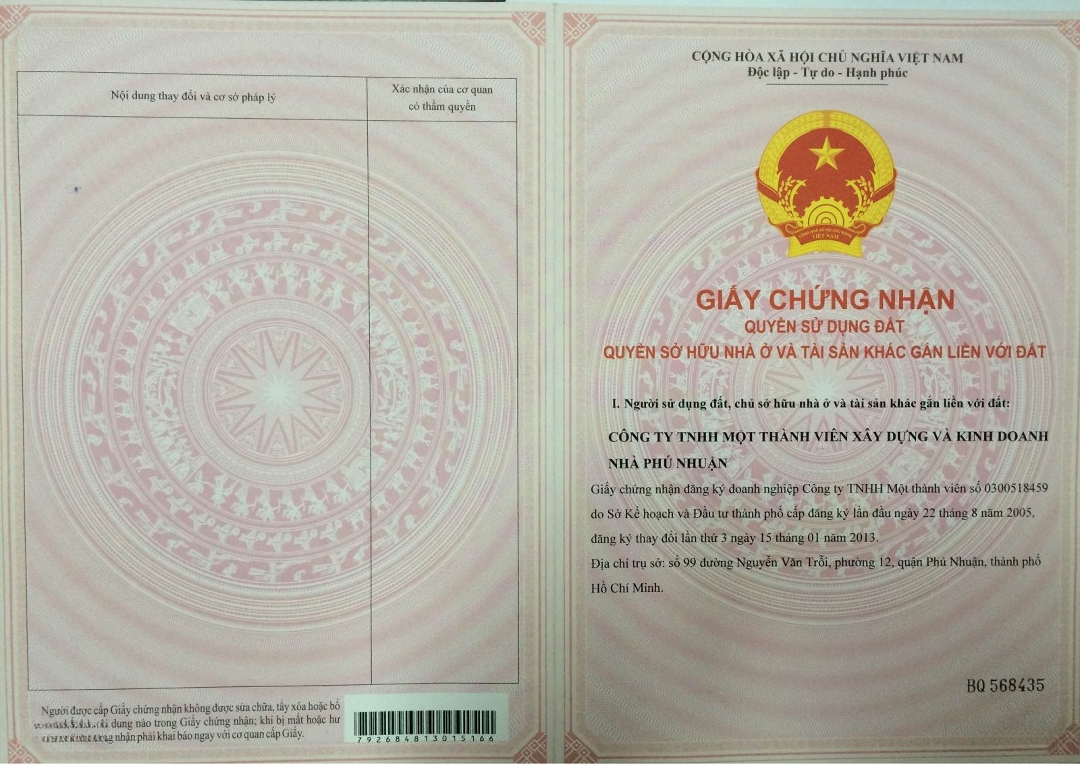 Nội dung thay đổi và cơ sở pháp lý
Xác nhận của cơ quan
có thẩm quyền
Người được cấp Giấy chứng nhận không được sửa chữa, tẩy xóa hoặc bổ
dung nào trong Giấy chứng nhận; khi bị mất hoặc hư
nhận phải khai báo ngay với cơ quan cấp Giấy.
792684813015166
CỘNG HÒA XÃ HỘI CHỦ NGHĨA VIỆT NAM
Độc lập - Tự do - Hạnh phúc
VIỆT NAM
GIẤY CHỨNG NHẬN
QUYỀN SỬ DỤNG ĐẤT
QUYỀN SỞ HỮU NHÀ Ở VÀ TÀI SẢN KHÁC GẮN LIỀN VỚI ĐẤT
I. Người sử dụng đất, chủ sở hữu nhà ở và tài sản khác gắn liền với đất:
CÔNG TY TNHH MỘT THÀNH VIÊN XÂY DỰNG VÀ KINH DOANH
NHÀ PHÚ NHUẬN
Giấy chứng nhận đăng ký doanh nghiệp Công ty TNHH Một thành viên số 0300518459
do Sở Kế hoạch và Đầu tư thành phố cấp đăng ký lần đầu ngày 22 tháng 8 năm 2005,
đăng ký thay đổi lần thứ 3 ngày 15 tháng 01 năm 2013.
Địa chỉ trụ sở: số 99 đường Nguyễn Văn Trỗi, phường 12, quận Phú Nhuận, thành phố
Hồ Chí Minh.
BQ 568435